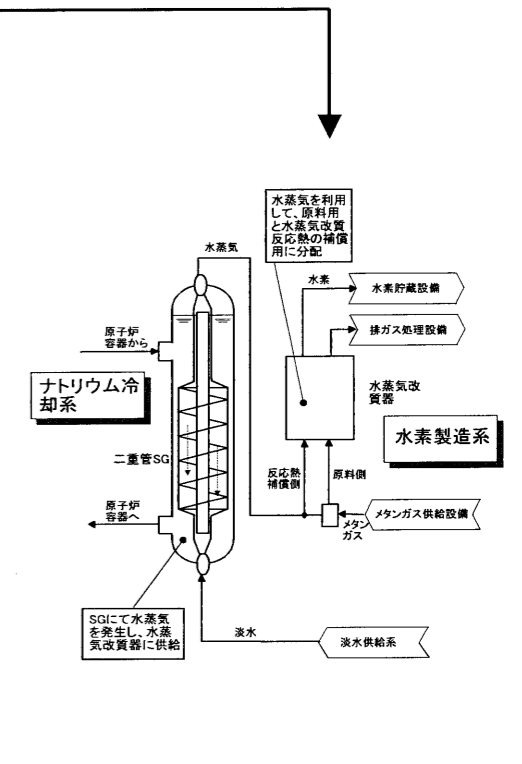 水蒸気を利用
して、原料用
と水蒸気改質
反応熱の補償
用に分配
水蒸気
水素
水素貯蔵設備
排ガス処理設備
原子炉
容器から
ナトリウム冷
却系
水蒸気改
質器
水素製造系
二重管SG
反応熱
補償側
原料側
原子炉
容器へ
メタンガス供給設備
メタン
ガス
SGにて水蒸気
を発生し、水蒸
気改質器に供給
淡水
淡水供給系